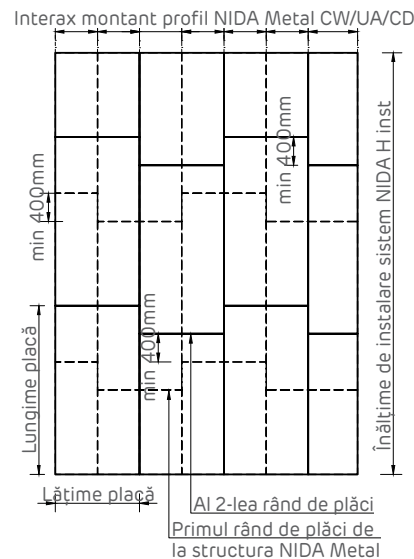 Interax montant profil NIDA Metal CW/UA/CD
min 400mm
min 400mm
Înălțime de instalare sistem NIDA H inst
min 400mm
Lungime placă
Lățime placă
Al 2-lea rând de plăci
Primul rând de plăci de
la structura NIDA Metal